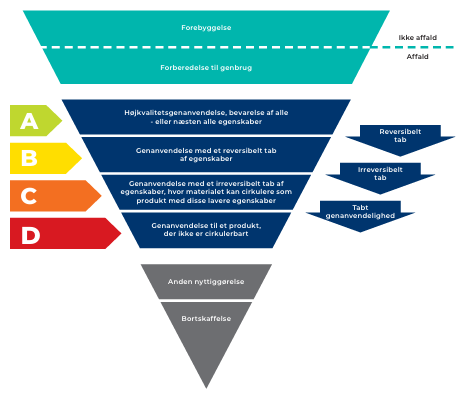 Forebyggelse
Ikke affald
Affald
Forberedelse til genbrug
A
Højkvalitetsgenanvendelse, bevarelse af alle
- eller næsten alle egenskaber
Reversibelt
tab
B
Genanvendelse med et reversibelt tab
af egenskaber
Irreversibelt
tab
C
Genanvendelse med et irreversibelt tab af
egenskaber, hvor materialet kan cirkulere som
produkt med disse lavere egenskaber
Tabt
genanvendelighed
D
Genanvendelse til et produkt,
der ikke er cirkulerbart
Anden nyttiggørelse
Bortskaffelse